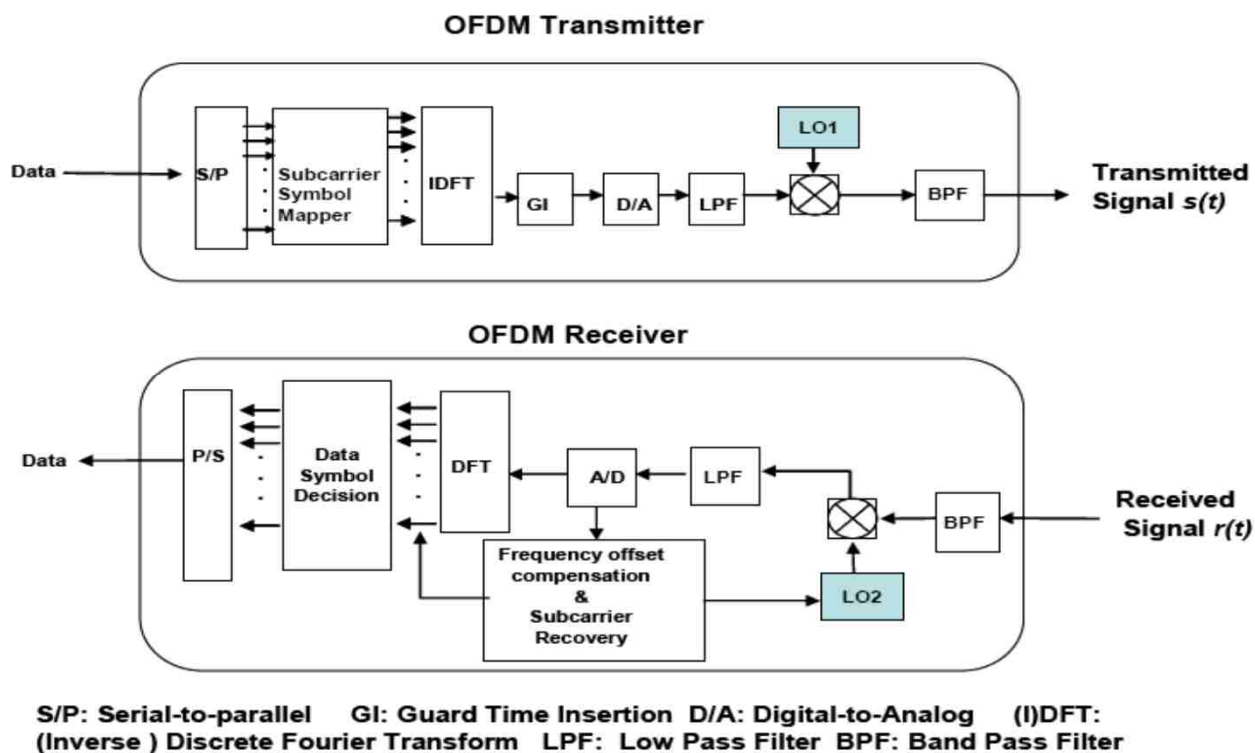 OFDM Transmitter
Data
S/P
Subcarrier
Symbol
Mapper
IDFT
GI
D/A
LPF
LO1
BPF
Transmitted
Signal s(t)
OFDM Receiver
Data
P/S
Data
Symbol
Decision
DFT
A/D
LPF
BPF
Received
Signal r(t)
Frequency offset
compensation
&
Subcarrier
Recovery
LO2
S/P: Serial-to-parallel GI: Guard Time Insertion D/A: Digital-to-Analog (I)DFT:
(Inverse ) Discrete Fourier Transform LPF: Low Pass Filter BPF: Band Pass Filter